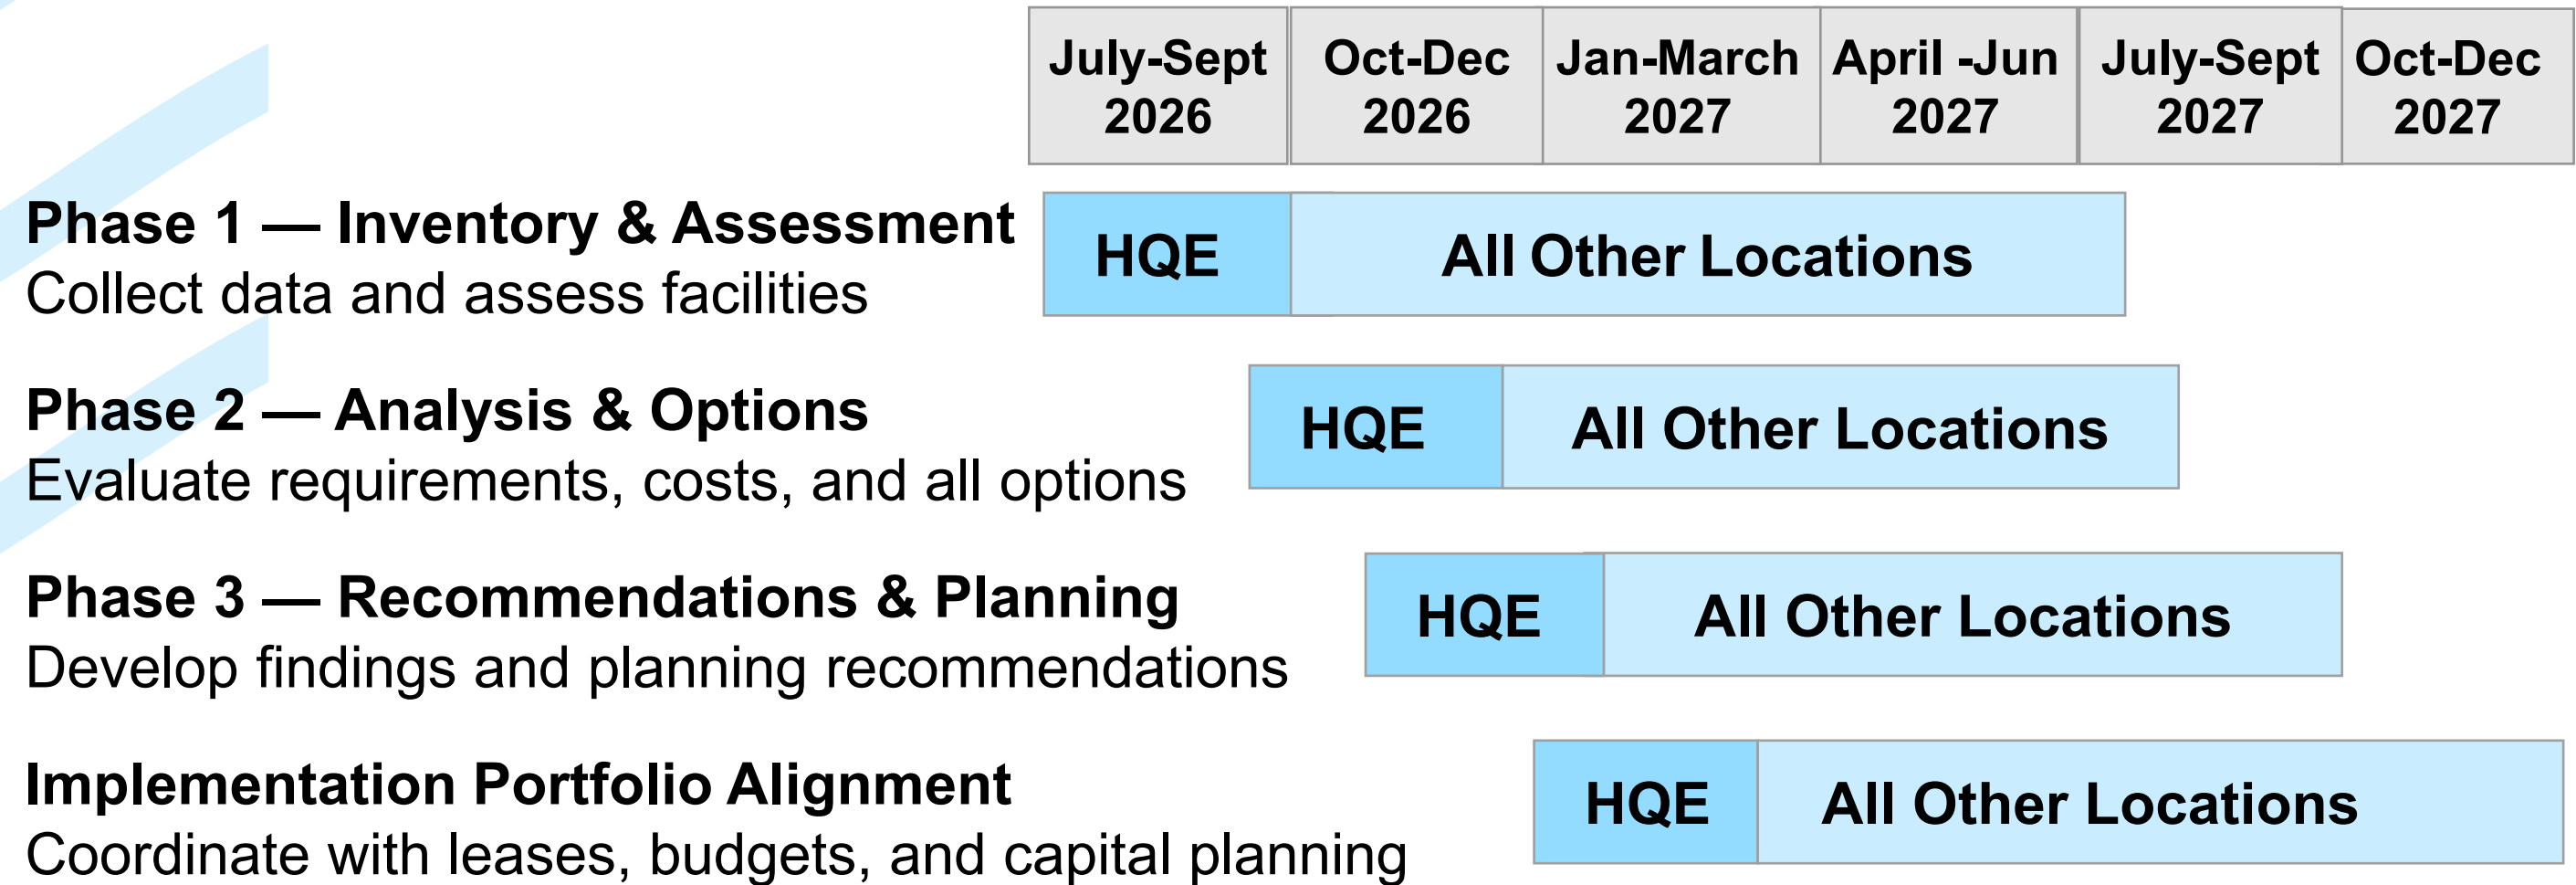 July-Sept
2026
Oct-Dec
2026
Jan-March
2027
April -Jun
2027
July-Sept
2027
Oct-Dec
2027
Phase 1 — Inventory & Assessment
Collect data and assess facilities
HQE
All Other Locations
Phase 2 — Analysis & Options
Evaluate requirements, costs, and all options
HQE
All Other Locations
Phase 3 — Recommendations & Planning
Develop findings and planning recommendations
HQE
All Other Locations
Implementation Portfolio Alignment
Coordinate with leases, budgets, and capital planning
HQE
All Other Locations